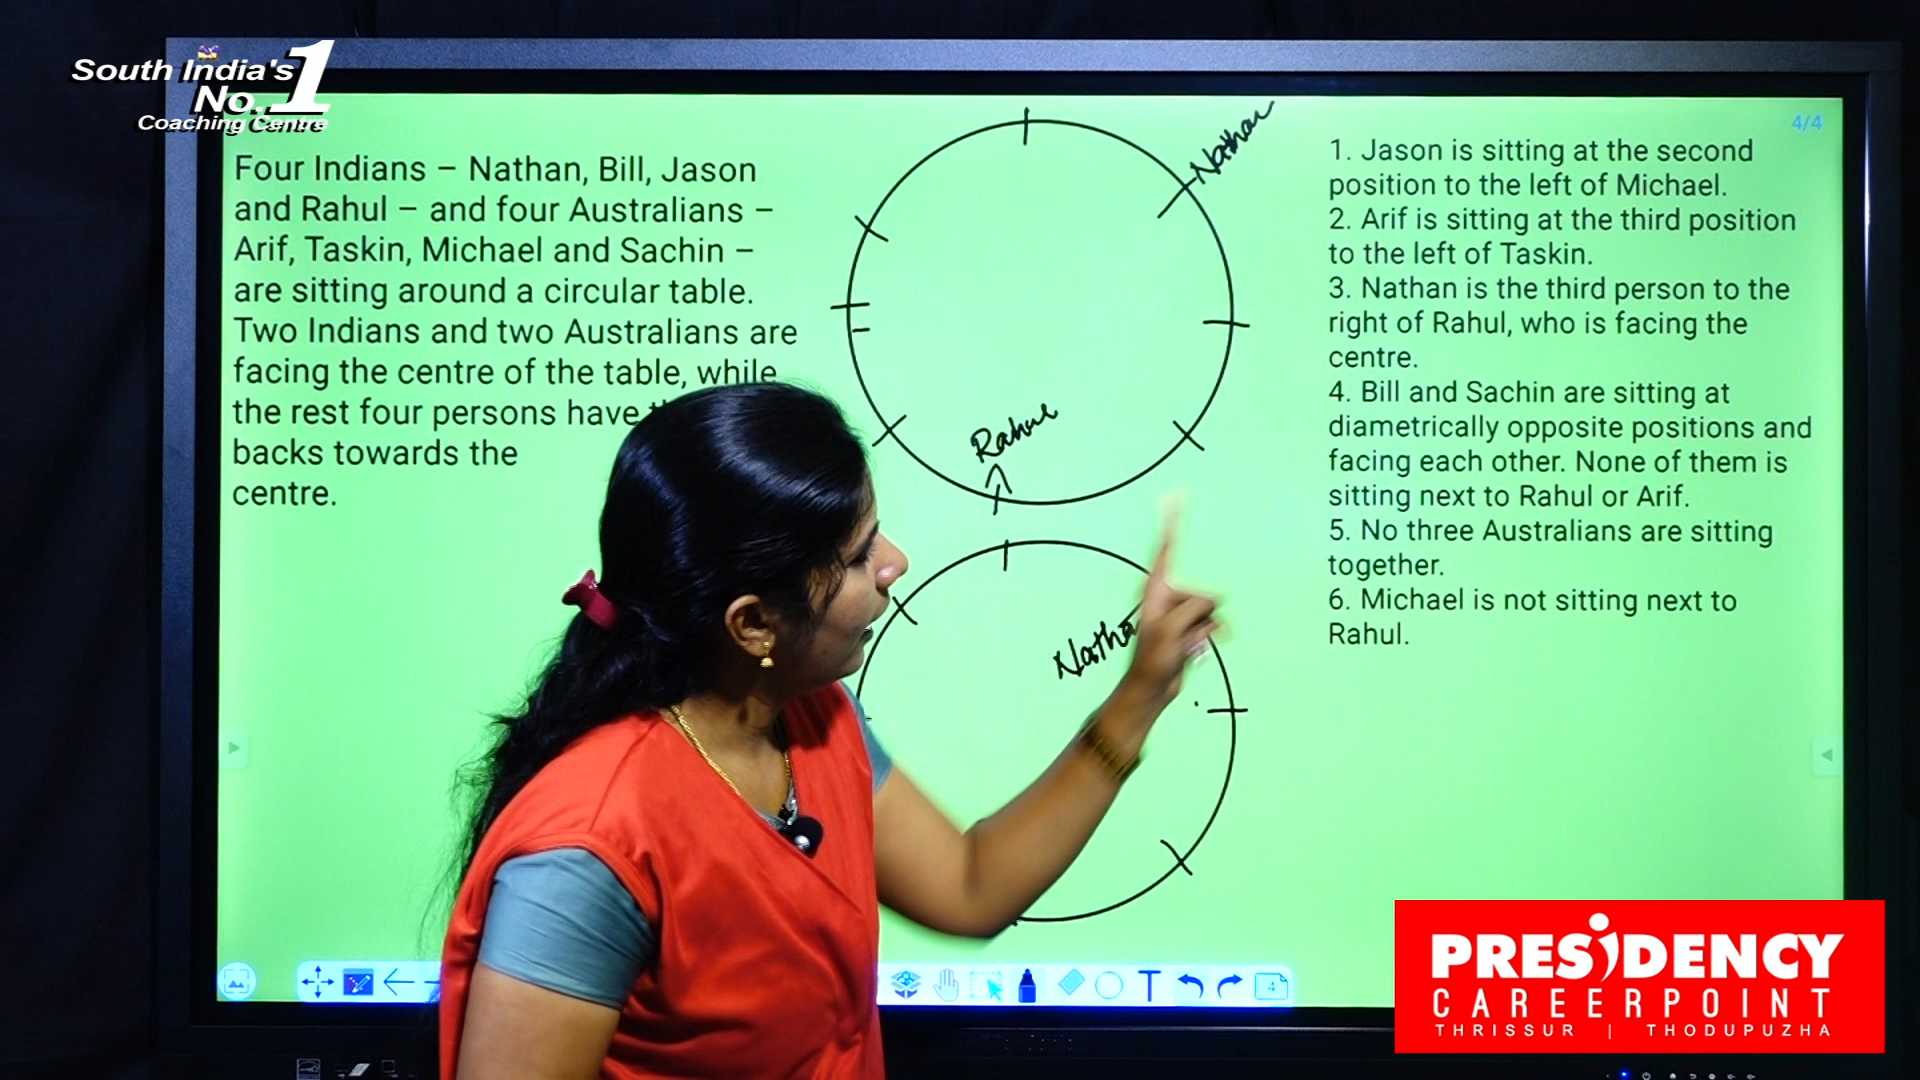 South India's
No.1
Coaching Centre
4/4
Four Indians – Nathan, Bill, Jason
and Rahul – and four Australians –
Arif, Taskin, Michael and Sachin –
are sitting around a circular table.
Two Indians and two Australians are
facing the centre of the table, while
the rest four persons have
backs towards the
centre.
Nathan
Rahul
1. Jason is sitting at the second
position to the left of Michael.
2. Arif is sitting at the third position
to the left of Taskin.
3. Nathan is the third person to the
right of Rahul, who is facing the
centre.
4. Bill and Sachin are sitting at
diametrically opposite positions and
facing each other. None of them is
sitting next to Rahul or Arif.
5. No three Australians are sitting
together.
6. Michael is not sitting next to
Rahul.
Natha
T
4
PRESIDENCY
CAREERPOINT
THRISSUR | THODUPUZHA